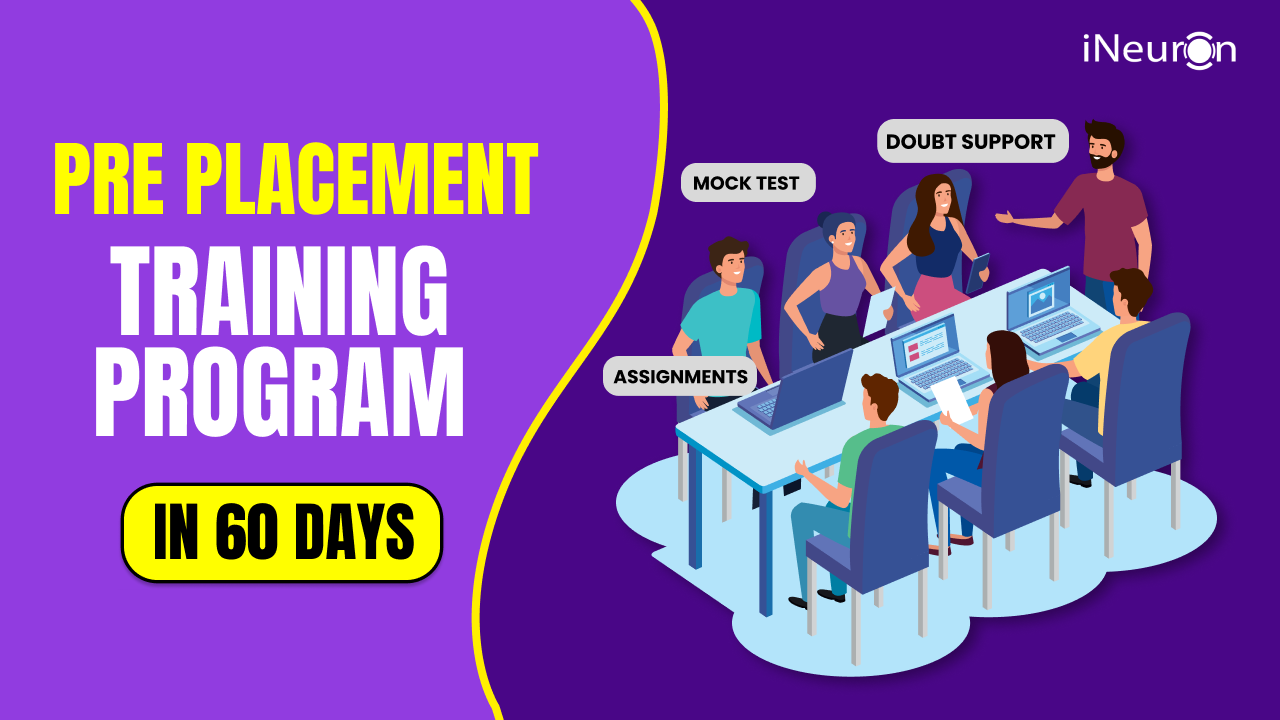 iNeuron
PRE PLACEMENT
TRAINING
PROGRAM
IN 60 DAYS
DOUBT SUPPORT
MOCK TEST
ASSIGNMENTS